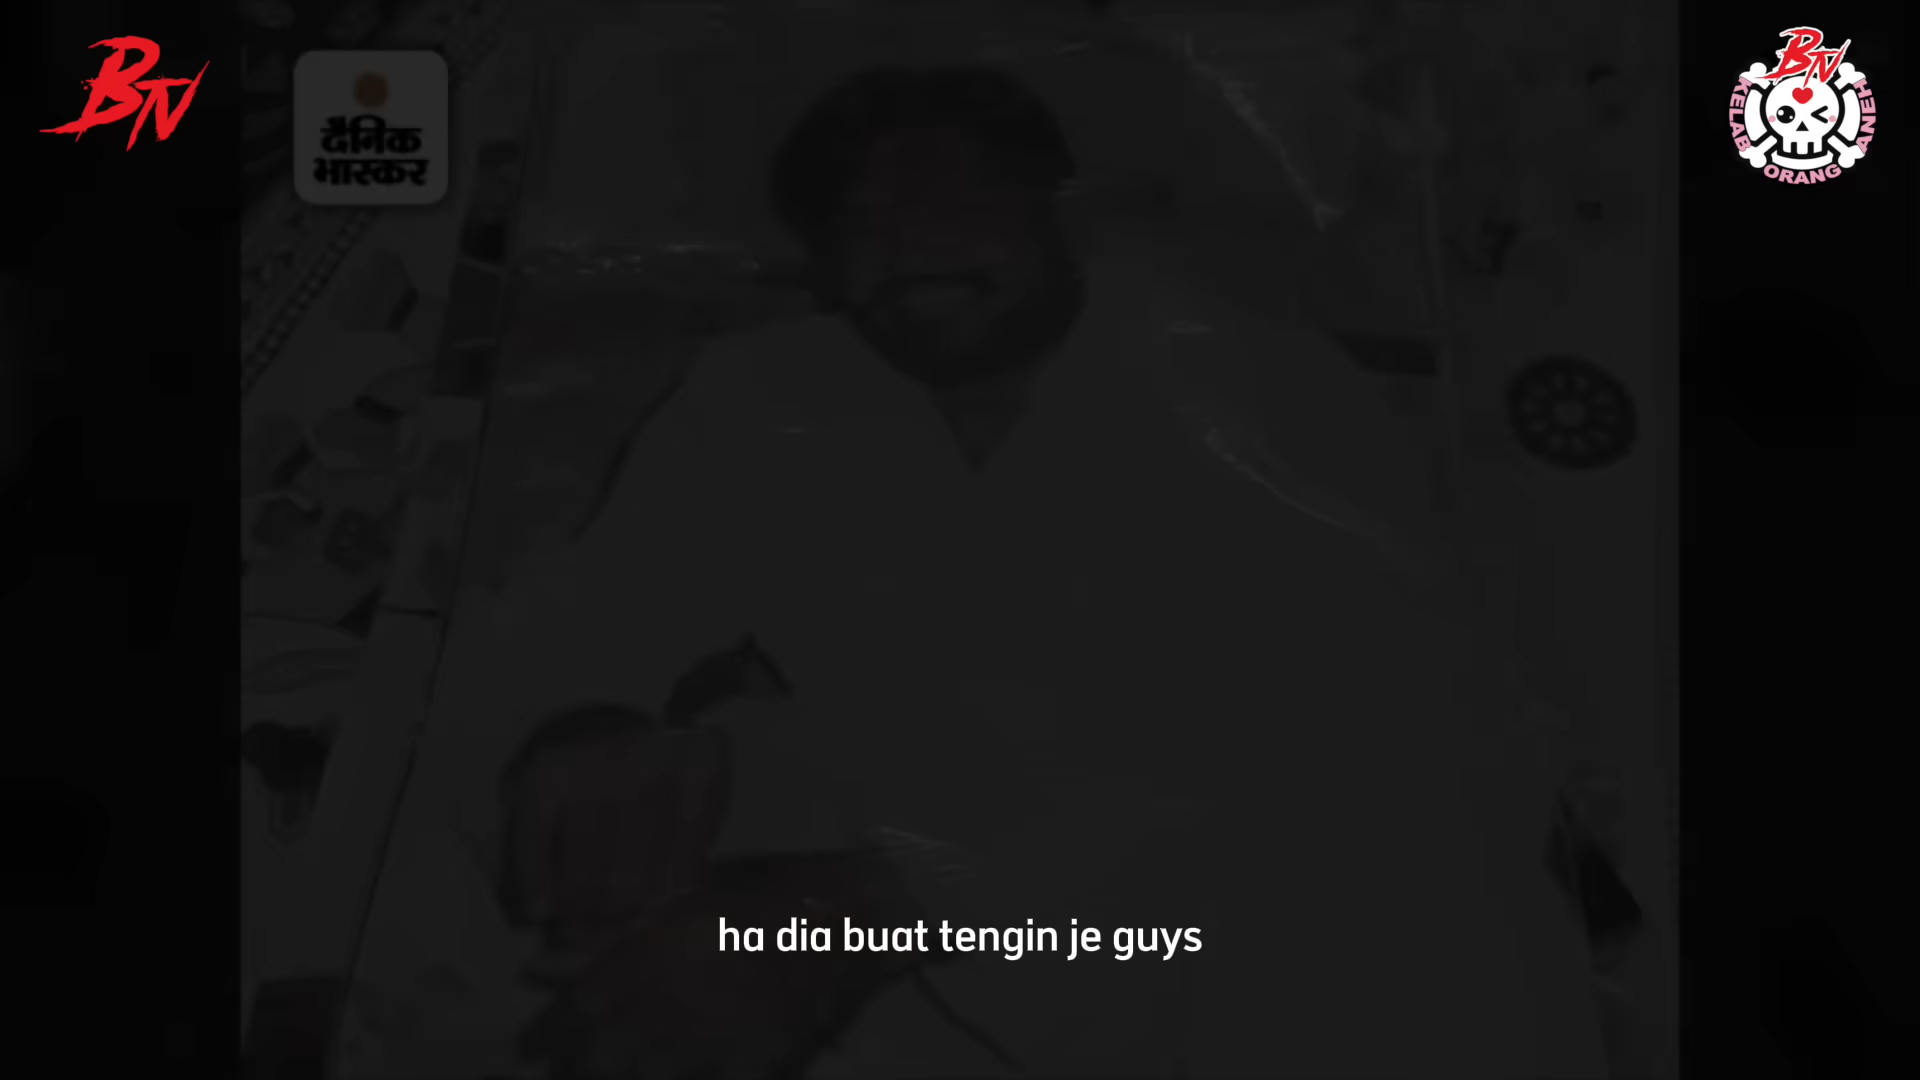 BN
दैनिक
भास्कर
BN
KELAB
ORANG
ANEH
ha dia buat tengin je guys